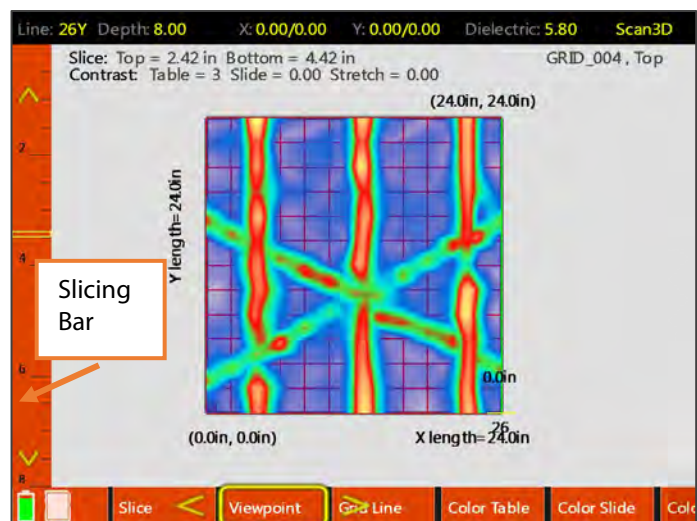 Line: 26Y Depth: 8.00 X: 0.00/0.00 Y: 0.00/0.00 Dielectric: 5.80 Scan3D
Slice: Top = 2.42 in Bottom = 4.42 in GRID_004 , Top
Contrast: Table = 3 Slide = 0.00 Stretch = 0.00
(24.0in, 24.0in)
2
Y length= 24.0in
4
Slicing
Bar
6
0.0in
26
(0.0in, 0.0in) X length= 24.0in
8
Slice < Viewpoint > Grid Line Color Table Color Slide Colo